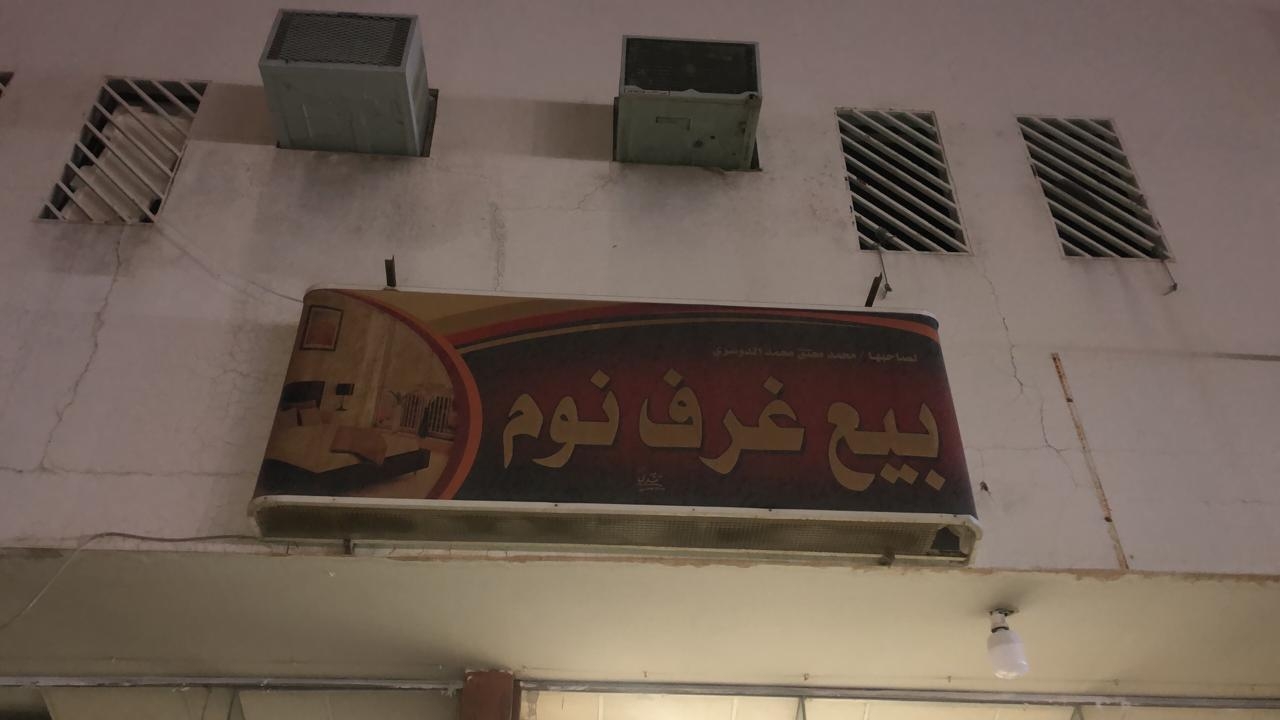 لصاحبها / محمد معتق محمد الدوسري
بيع غرف نوم